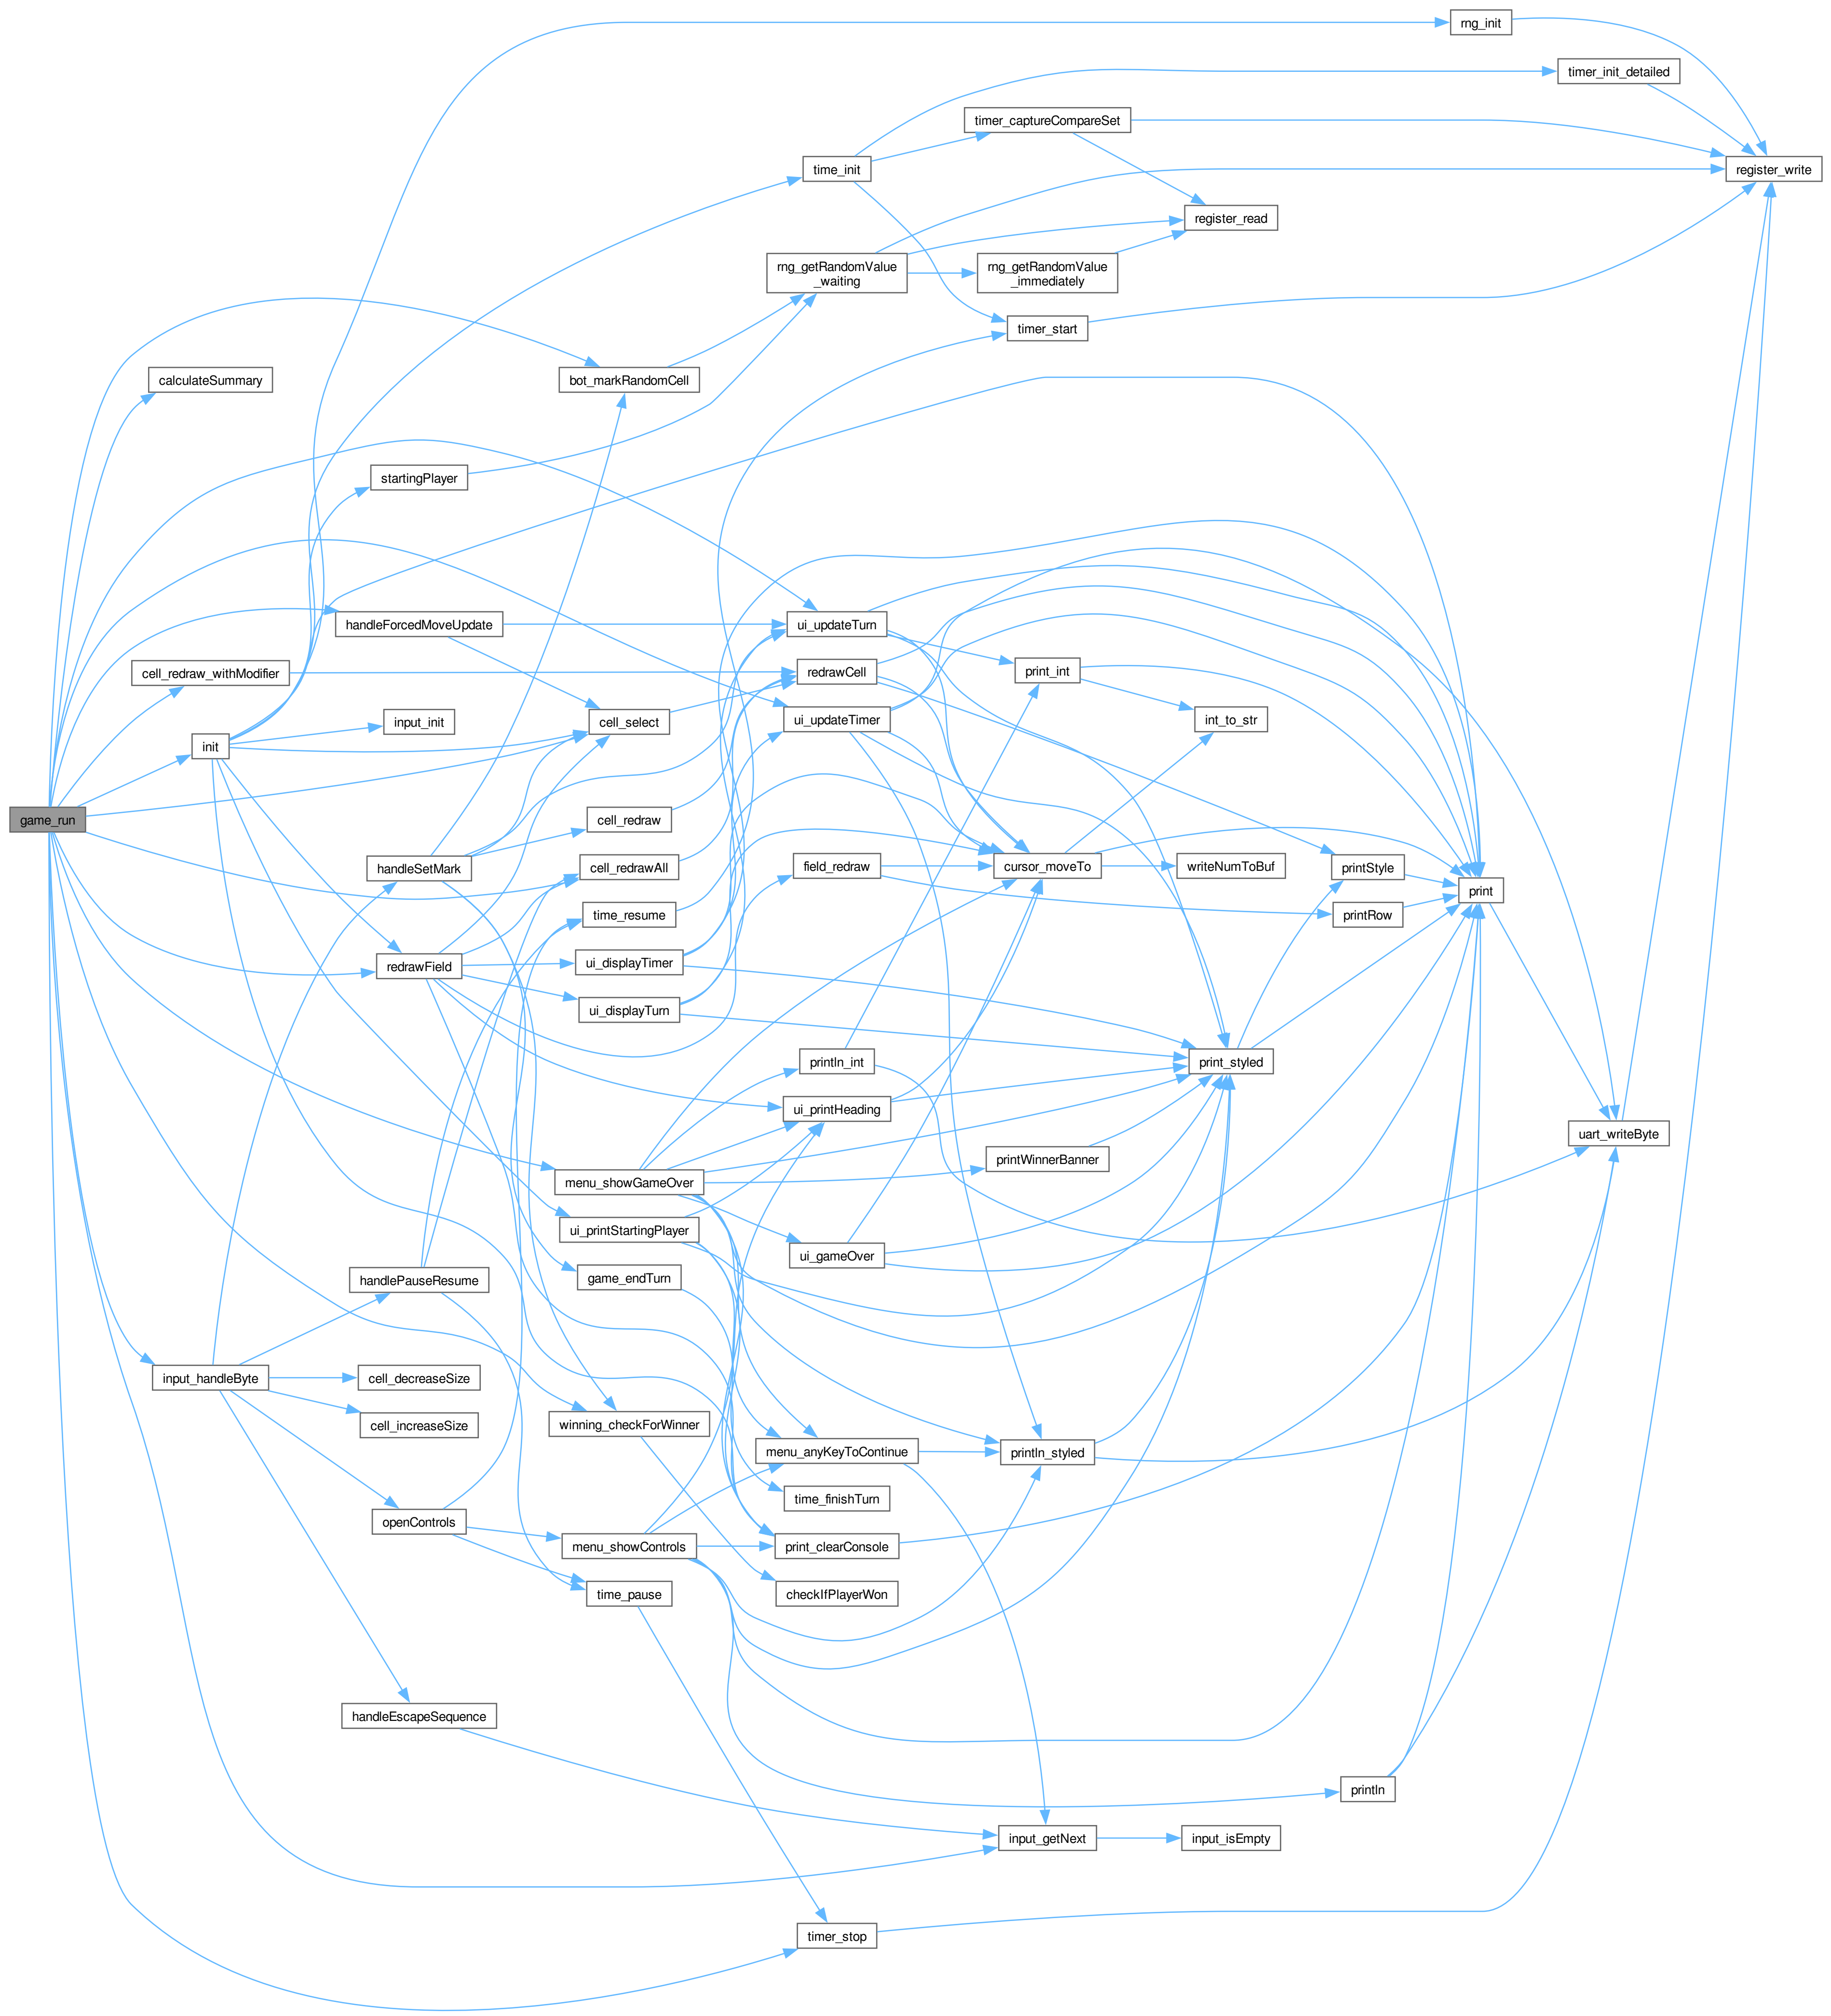 rng_init
timer_init_detailed
timer_captureCompareSet
time_init
register_write
register_read
rng_getRandomValue
_waiting
rng_getRandomValue
_immediately
timer_start
calculateSummary
bot_markRandomCell
startingPlayer
handleForcedMoveUpdate
ui_updateTurn
cell_redraw_withModifier
redrawCell
print_int
input_init
cell_select
ui_updateTimer
int_to_str
init
game_run
cell_redraw
handleSetMark
cell_redrawAll
field_redraw
cursor_moveTo
writeNumToBuf
printStyle
print
time_resume
printRow
redrawField
ui_displayTimer
ui_displayTurn
println_int
print_styled
ui_printHeading
uart_writeByte
printWinnerBanner
menu_showGameOver
ui_printStartingPlayer
ui_gameOver
handlePauseResume
game_endTurn
input_handleByte
cell_decreaseSize
cell_increaseSize
winning_checkForWinner
menu_anyKeyToContinue
println_styled
time_finishTurn
openControls
menu_showControls
print_clearConsole
time_pause
checkIfPlayerWon
handleEscapeSequence
println
input_getNext
input_isEmpty
timer_stop